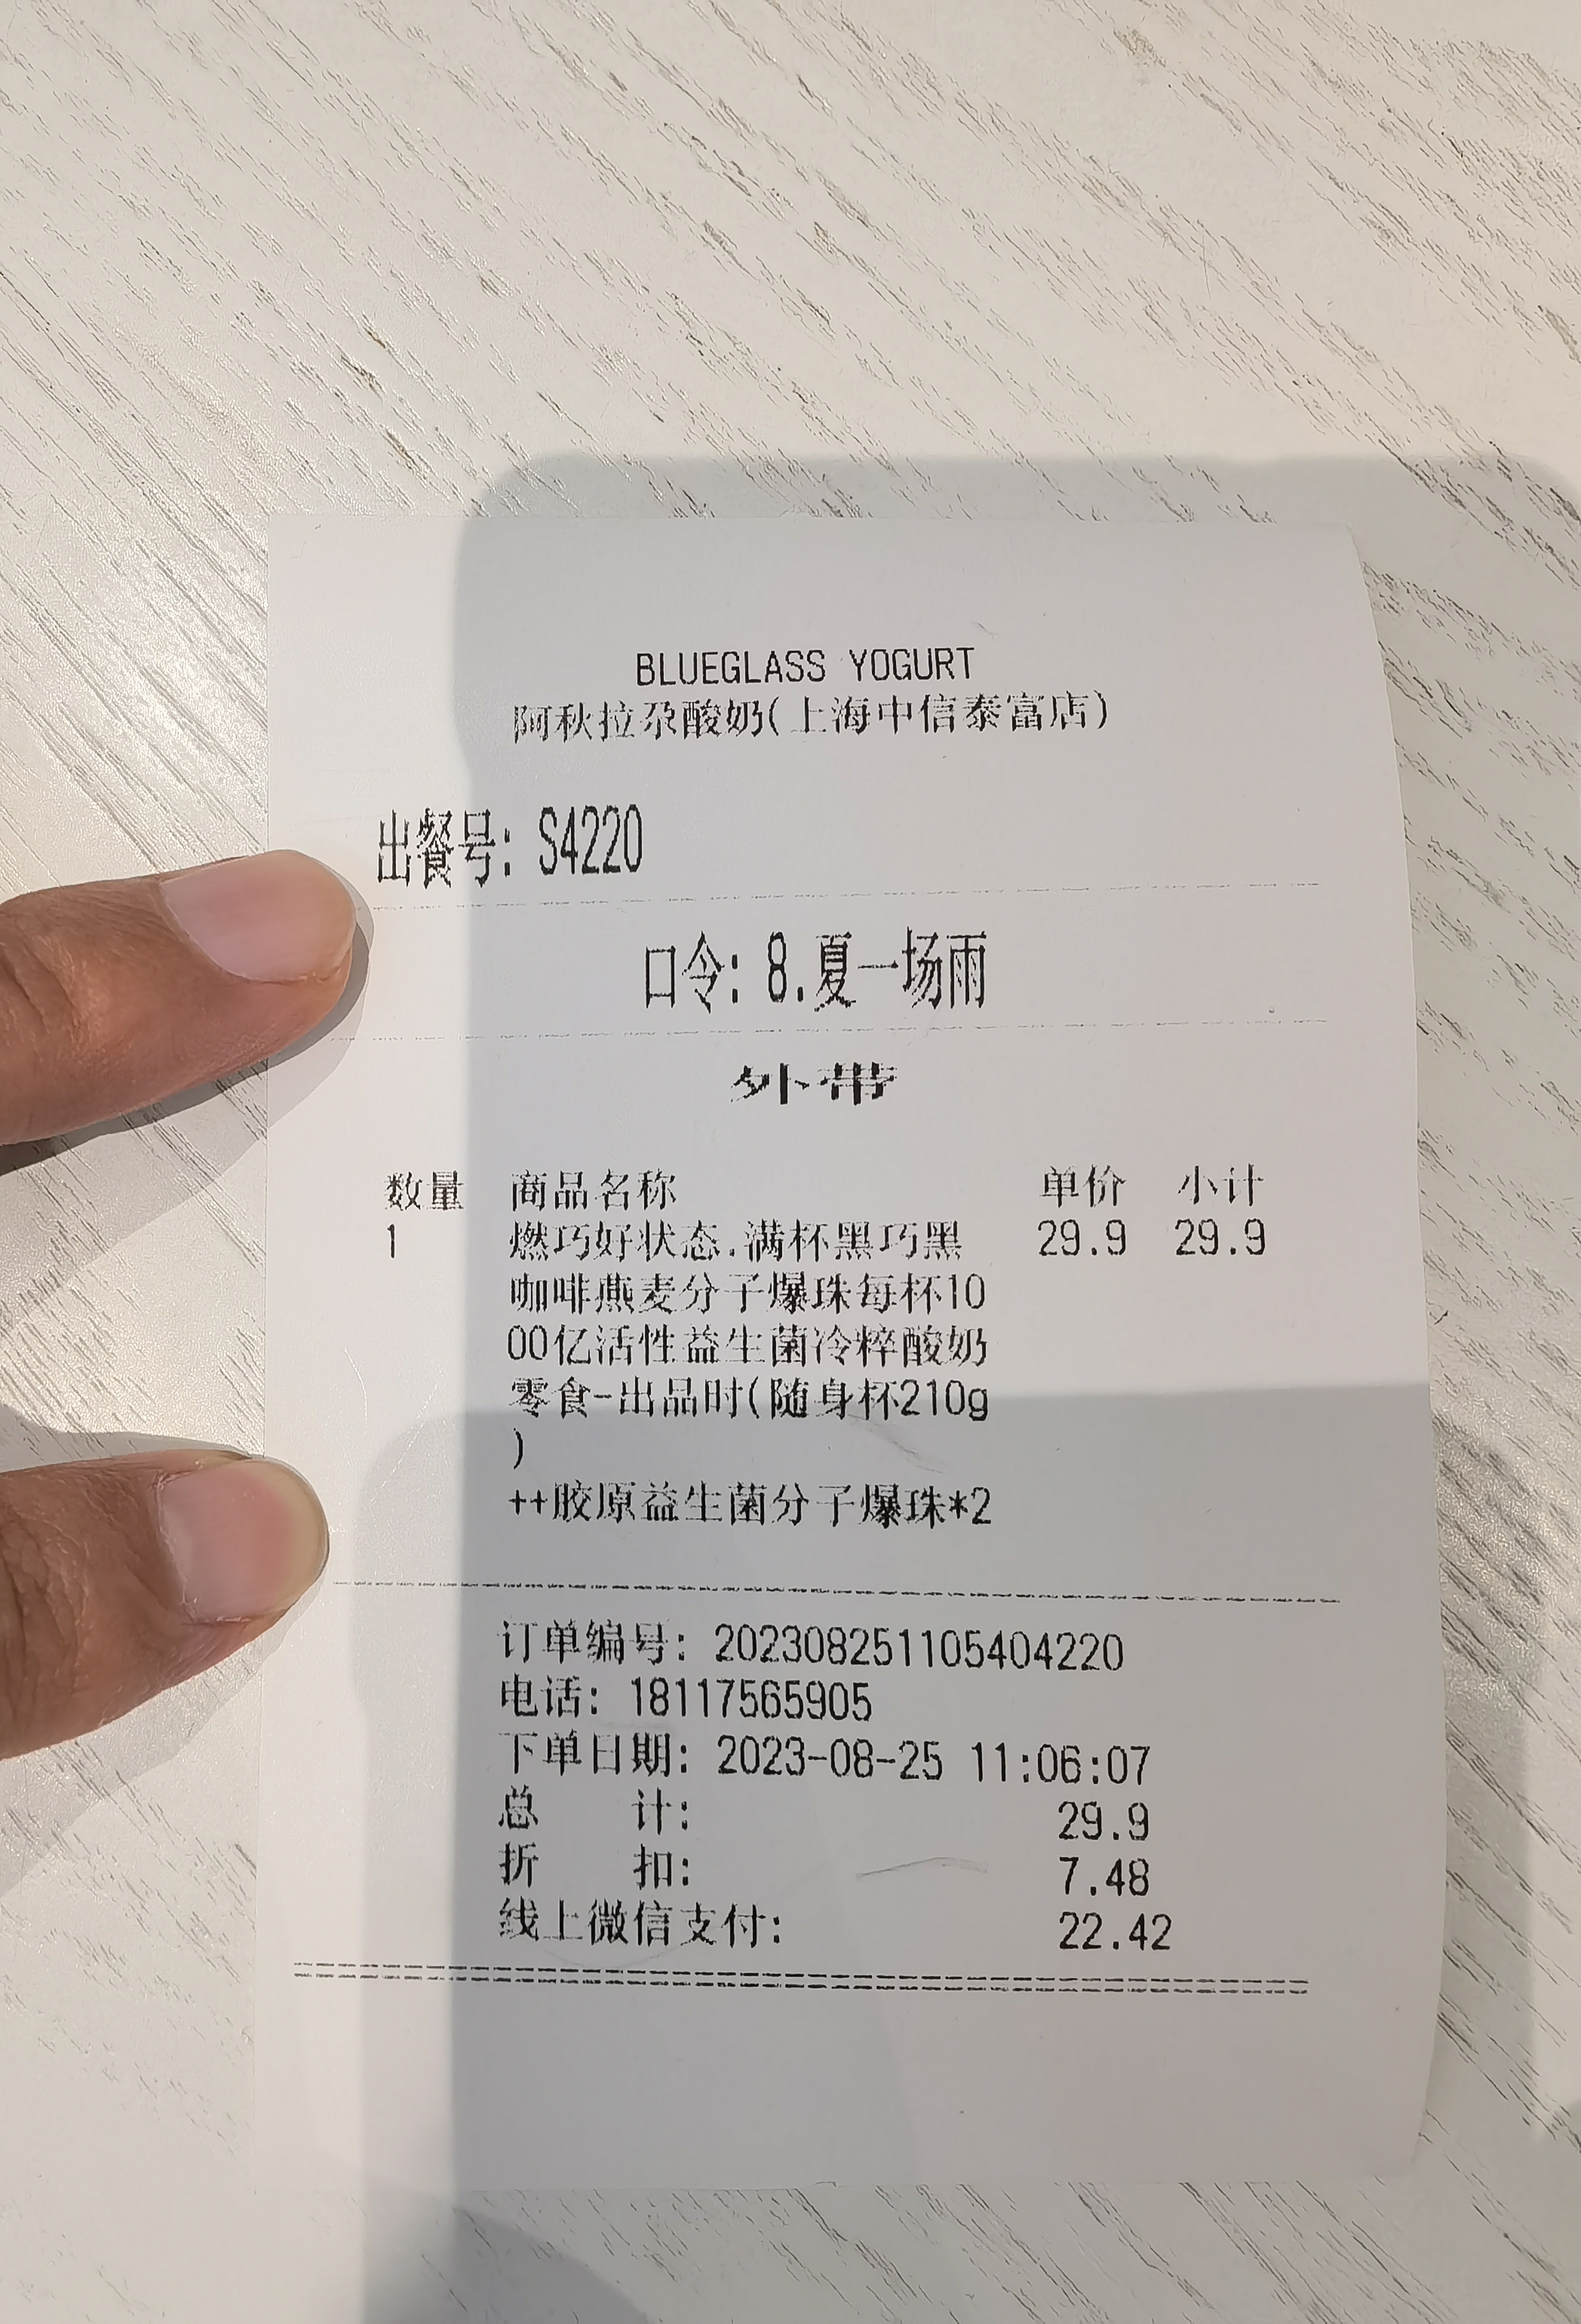 BLUEGLASS YOGURT
阿秋拉尕酸奶(上海中信泰富店)
出餐号: S4220
口令: 8.夏一场雨
外带
数量 商品名称 单价 小计
1 燃巧好状态.满杯黑巧黑 29.9 29.9
咖啡燕麦分子爆珠每杯10
00亿活性益生菌冷粹酸奶
零食-出品时(随身杯210g
)
++胶原益生菌分子爆珠*2
订单编号: 202308251105404220
电话: 18117565905
下单日期: 2023-08-25 11:06:07
总 计: 29.9
折 扣: 7.48
线上微信支付: 22.42